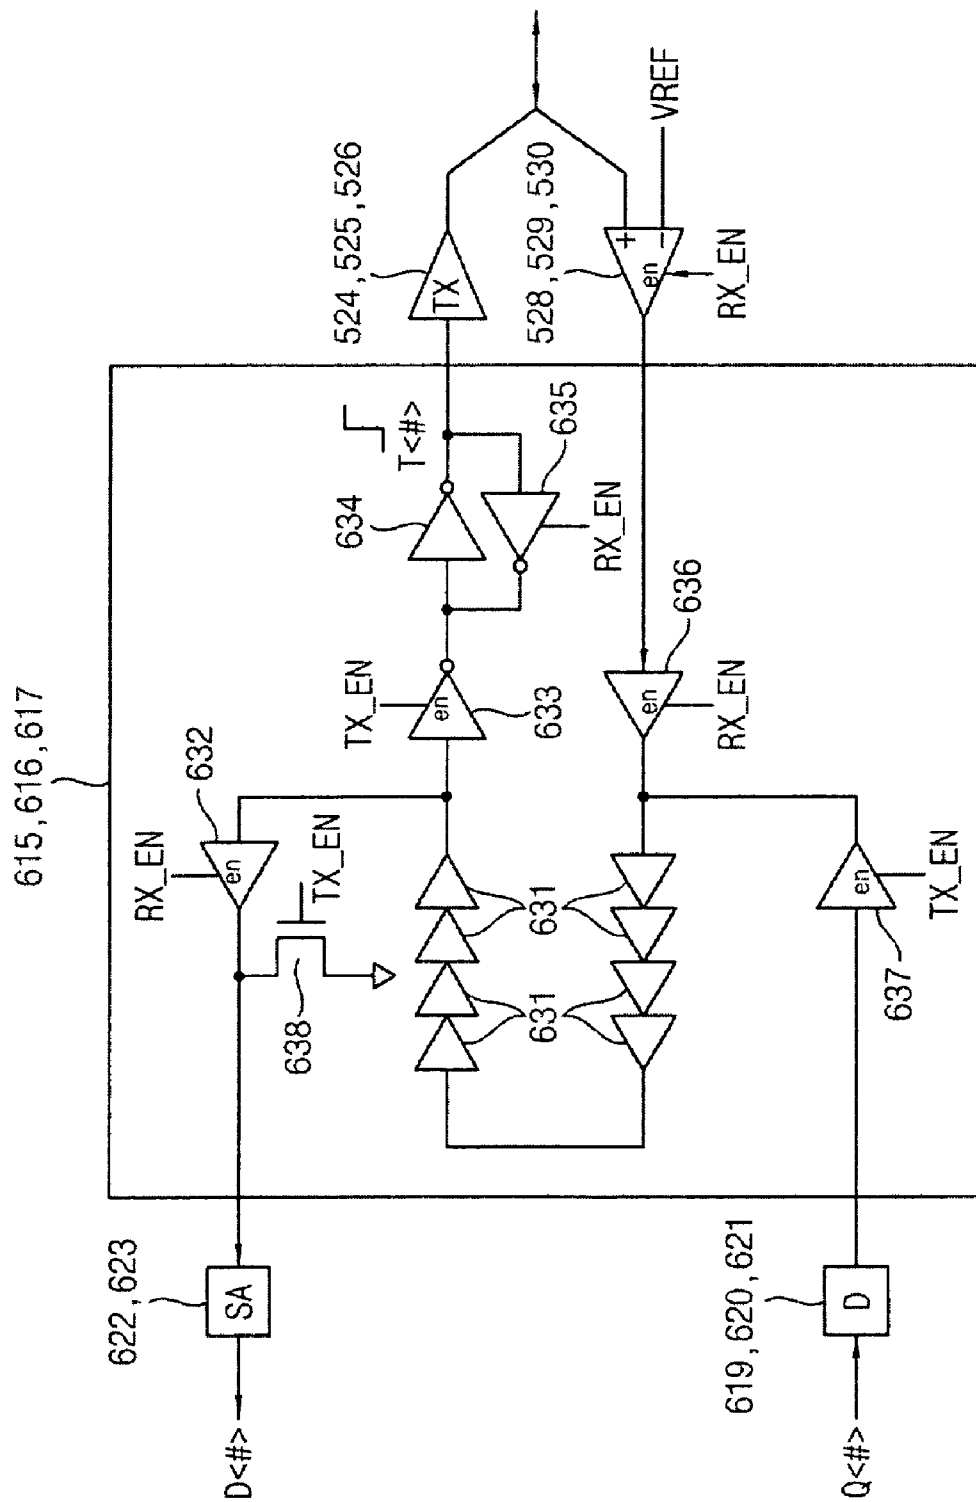 615, 616, 617
RX_EN
en
632
TX_EN
638
622, 623
SA
D<#>
631
631
TX_EN
en
633
634
T<#>
635
RX_EN
TX
524, 525, 526
528, 529, 530
+
−
en
VREF
RX_EN
636
en
RX_EN
637
en
TX_EN
619, 620, 621
D
Q<#>